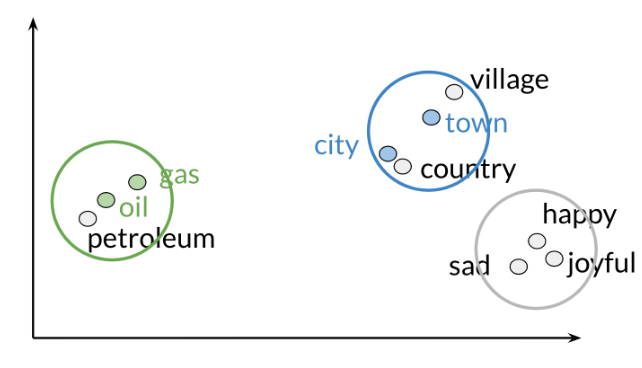 village
town
city
country
gas
oil
petroleum
happy
sad
joyful